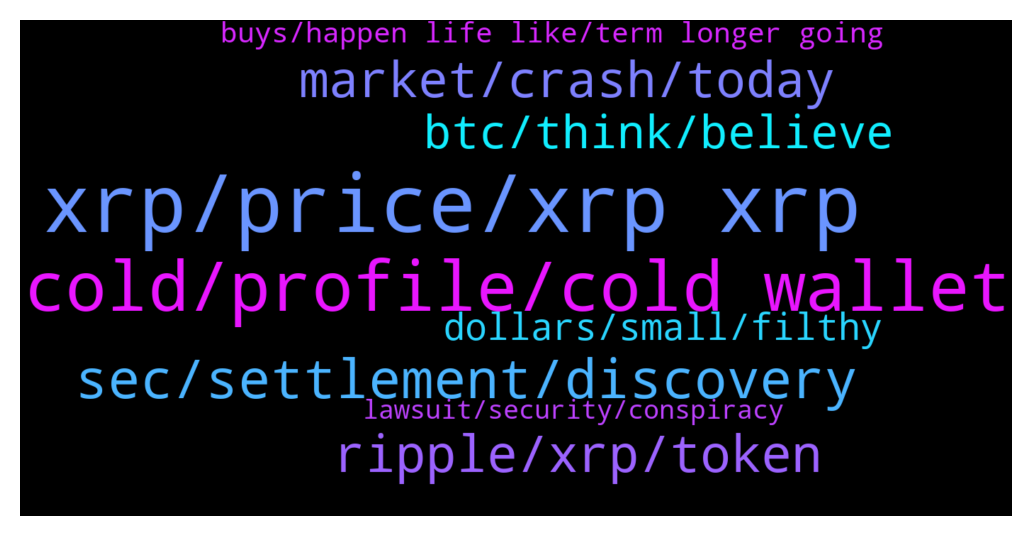 buys/happen life like/term longer going
market/crash/today
btc/think/believe
xrp/price/xrp xrp
cold/profile/cold wallet
dollars/small/filthy
sec/settlement/discovery
lawsuit/security/conspiracy
ripple/xrp/token